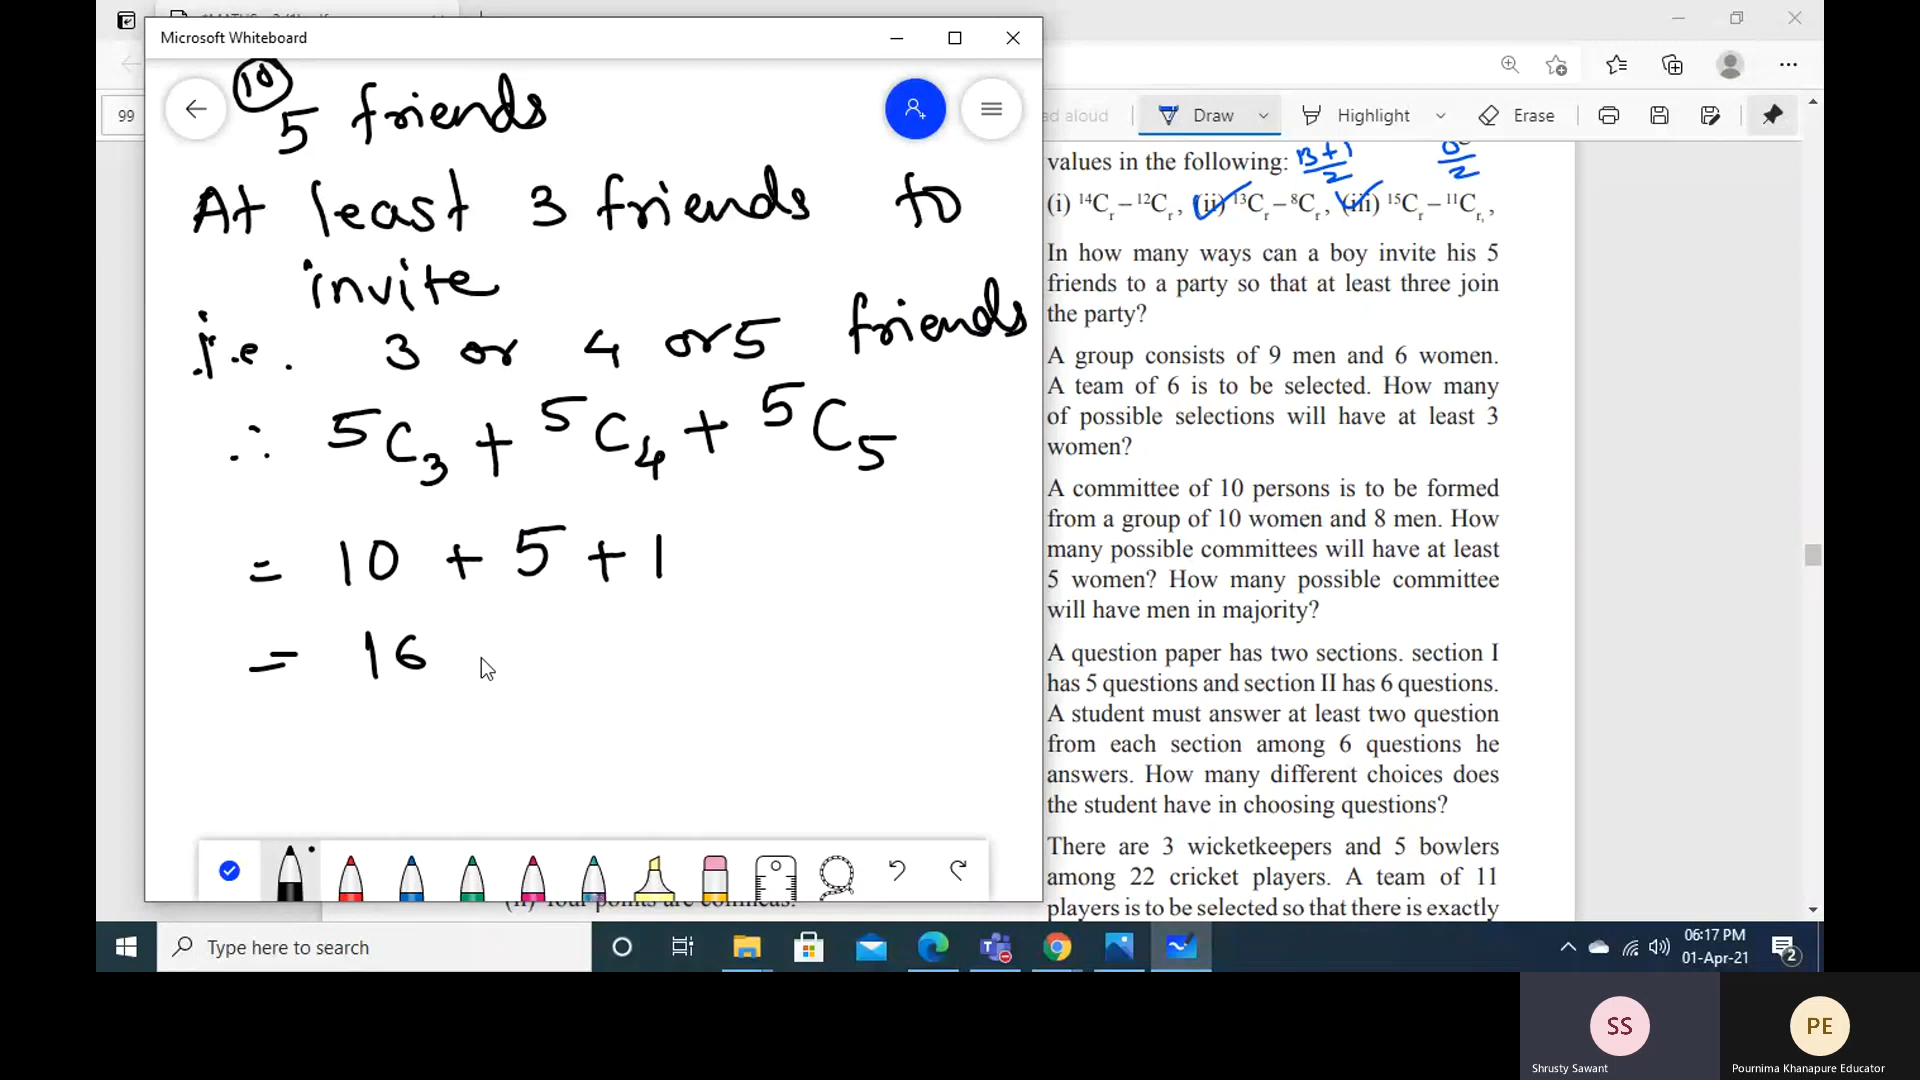 Microsoft Whiteboard
10
5 friends
At least 3 friends to
invite
i.e. 3 or 4 or 5 friends
∴ ⁵C₃ + ⁵C₄ + ⁵C₅
= 10 + 5 + 1
= 16
99
ad aloud
Draw
Highlight
Erase
values in the following: 13+1/2
(i) ¹⁴Cᵣ – ¹²Cᵣ , (ii) ¹³Cᵣ – ⁸Cᵣ , (iii) ¹⁵Cᵣ – ¹¹Cᵣ,
In how many ways can a boy invite his 5
friends to a party so that at least three join
the party?
A group consists of 9 men and 6 women.
A team of 6 is to be selected. How many
of possible selections will have at least 3
women?
A committee of 10 persons is to be formed
from a group of 10 women and 8 men. How
many possible committees will have at least
5 women? How many possible committee
will have men in majority?
A question paper has two sections. section I
has 5 questions and section II has 6 questions.
A student must answer at least two question
from each section among 6 questions he
answers. How many different choices does
the student have in choosing questions?
There are 3 wicketkeepers and 5 bowlers
among 22 cricket players. A team of 11
players is to be selected so that there is exactly
Type here to search
06:17 PM
01-Apr-21
2
SS
Shrusty Sawant
PE
Pournima Khanapure Educator